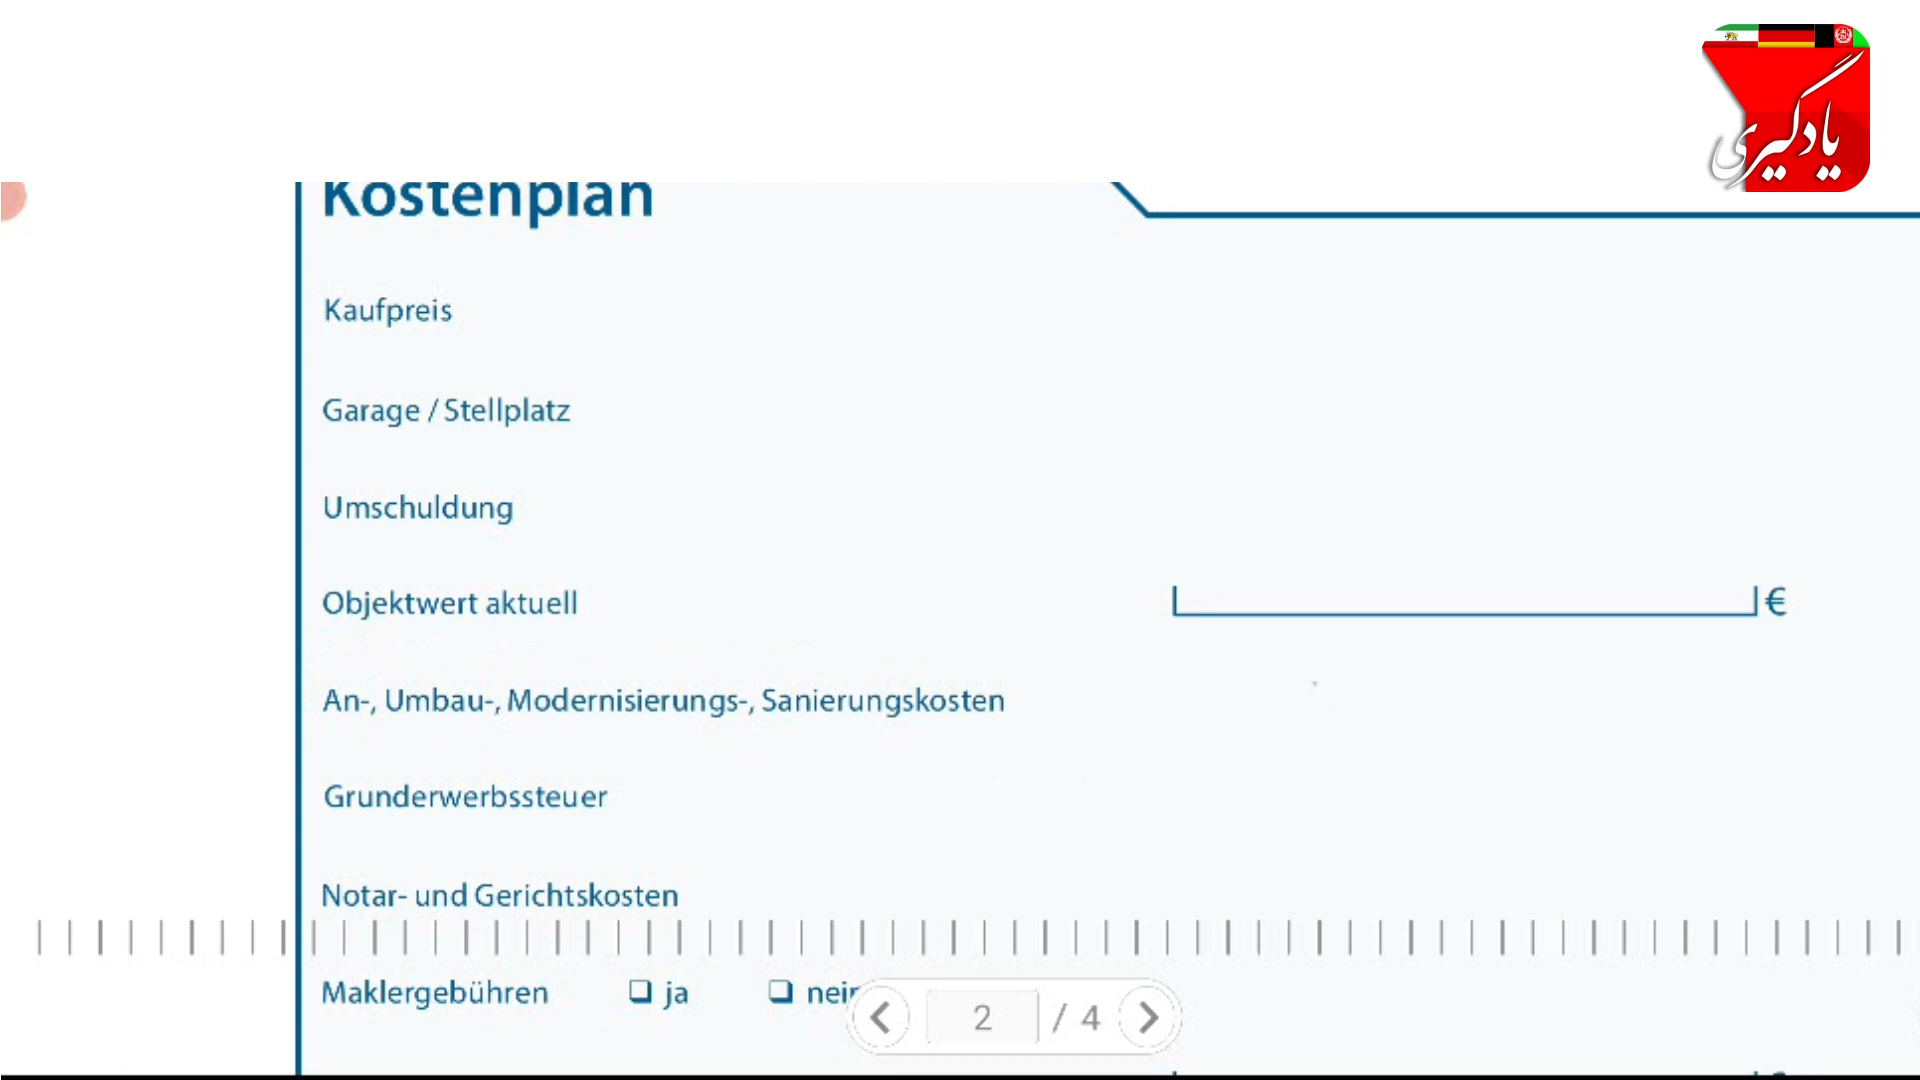 یادگیری
Kostenplan
Kaufpreis
Garage / Stellplatz
Umschuldung
Objektwert aktuell €
An-, Umbau-, Modernisierungs-, Sanierungskosten
Grunderwerbssteuer
Notar- und Gerichtskosten
Maklergebühren ja nein
2 / 4